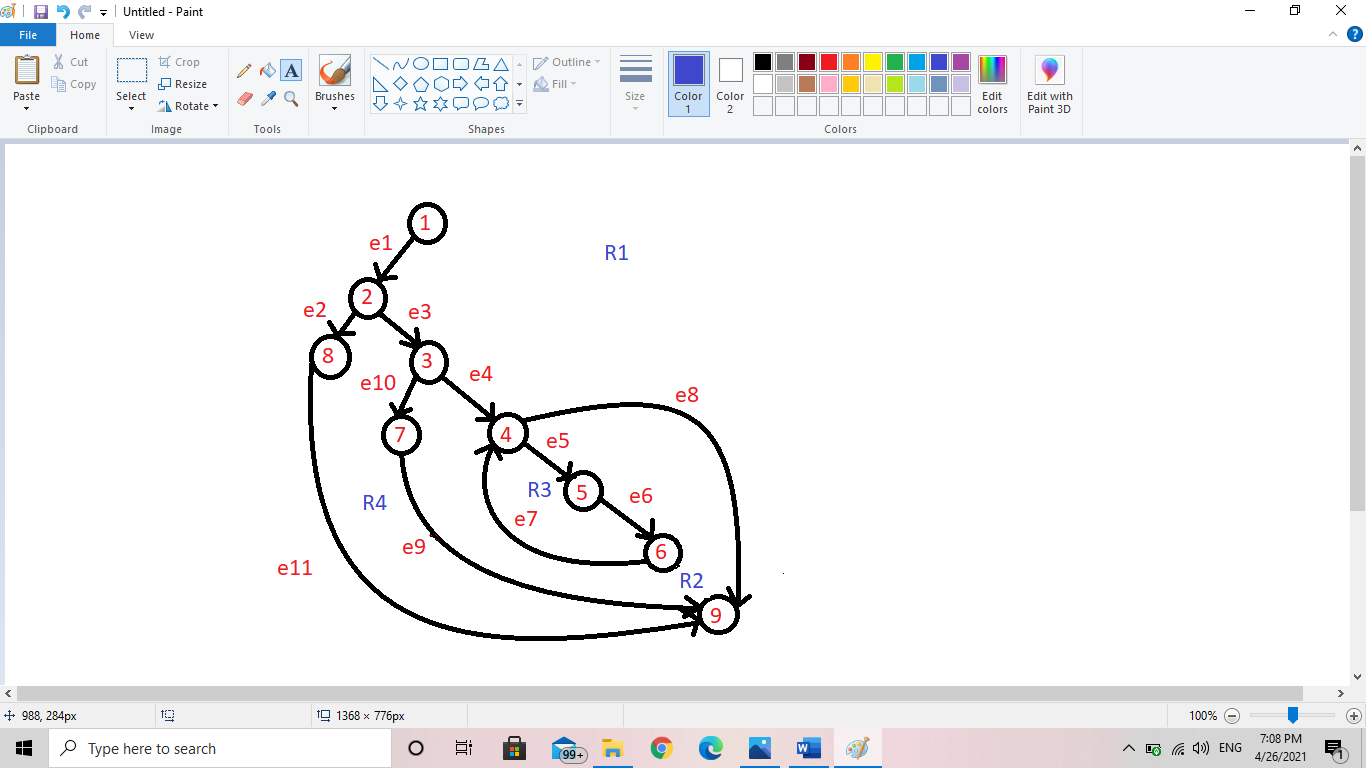 Untitled - Paint
File Home View
Paste
Cut
Copy
Clipboard
Select
Crop
Resize
Rotate
Image
A
Tools
Brushes
Outline
Fill
Shapes
Size
Color 1
Color 2
Edit colors
Edit with Paint 3D
Colors
1
e1
R1
2
e2
e3
8
3
e10
e4
e8
7
4
e5
R4
R3
5
e6
e7
e9
6
e11
R2
9
988, 284px
1368 × 776px
100%
Type here to search
99+
ENG
7:08 PM
4/26/2021
1